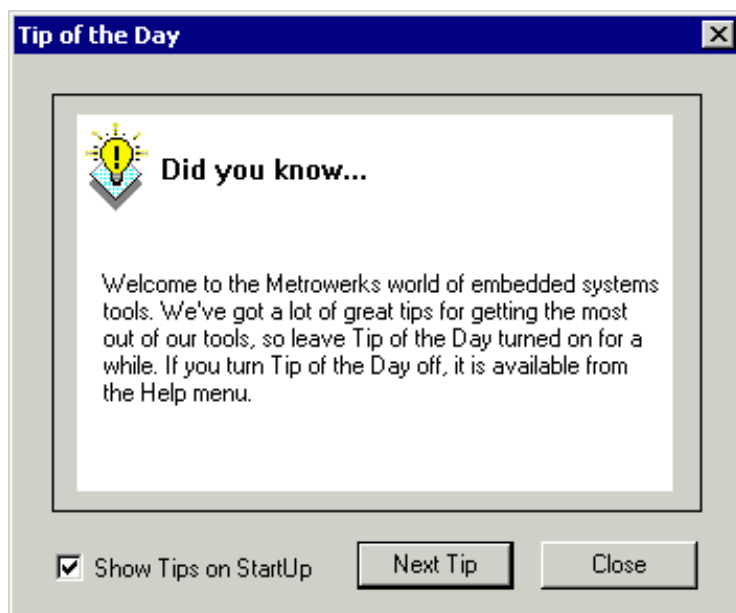 Tip of the Day
Did you know...
Welcome to the Metrowerks world of embedded systems
tools. We've got a lot of great tips for getting the most
out of our tools, so leave Tip of the Day turned on for a
while. If you turn Tip of the Day off, it is available from
the Help menu.
Show Tips on StartUp
Next Tip
Close